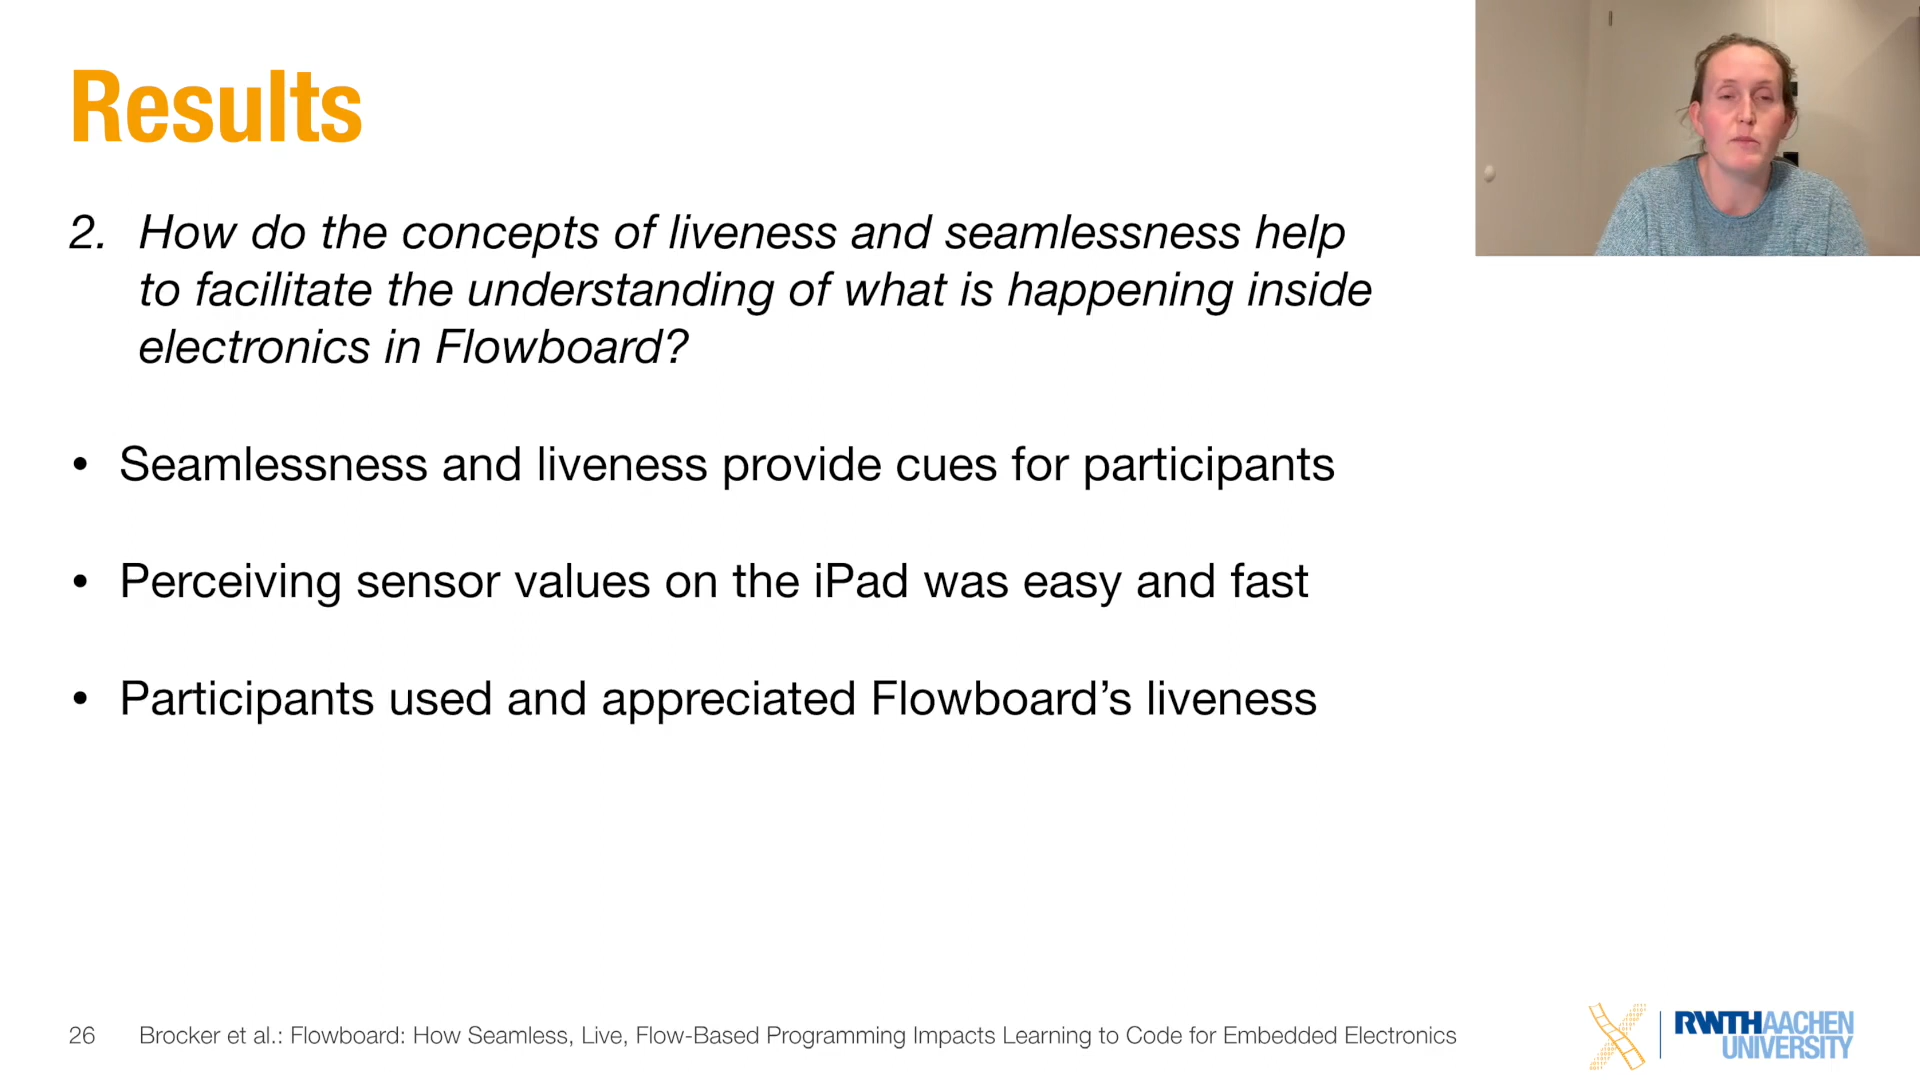 Results
2. How do the concepts of liveness and seamlessness help
to facilitate the understanding of what is happening inside
electronics in Flowboard?
• Seamlessness and liveness provide cues for participants
• Perceiving sensor values on the iPad was easy and fast
• Participants used and appreciated Flowboard’s liveness
26 Brocker et al.: Flowboard: How Seamless, Live, Flow-Based Programming Impacts Learning to Code for Embedded Electronics
RWTHAACHEN
UNIVERSITY